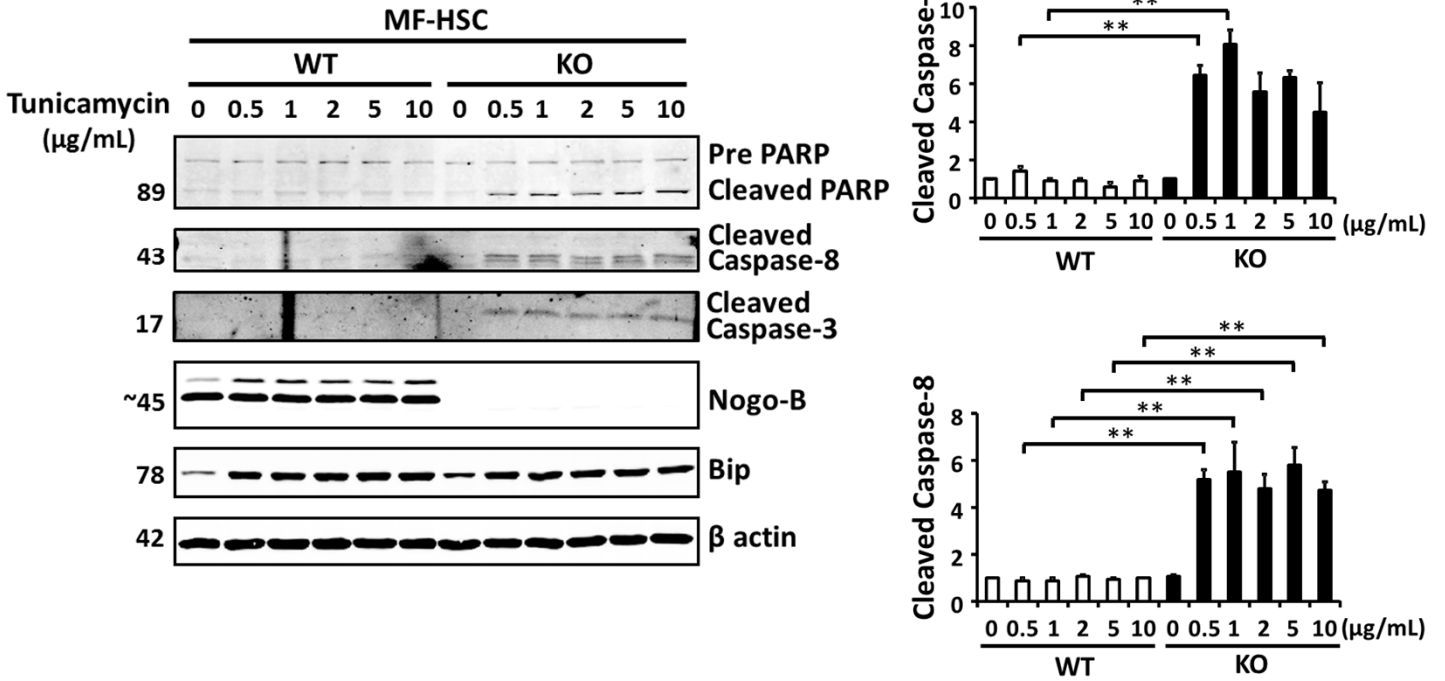 MF-HSC
WT KO
Tunicamycin 0 0.5 1 2 5 10 0 0.5 1 2 5 10
(µg/mL)
Pre PARP
89 Cleaved PARP
43 Cleaved
Caspase-8
17 Cleaved
Caspase-3
~45 Nogo-B
78 Bip
42 β actin
**
**
Cleaved Caspase-
10
8
6
4
2
0
0 0.5 1 2 5 10 0 0.5 1 2 5 10 (µg/mL)
WT KO
**
**
**
**
**
Cleaved Caspase-8
8
6
4
2
0
0 0.5 1 2 5 10 0 0.5 1 2 5 10 (µg/mL)
WT KO